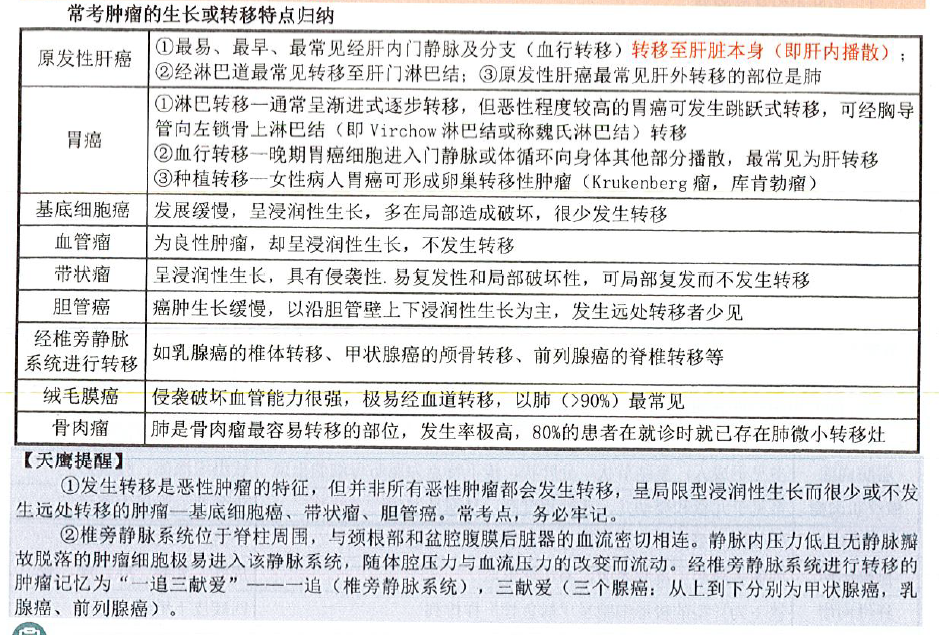 常考肿瘤的生长或转移特点归纳
原发性肝癌
①最易、最早、最常见经肝内门静脉及分支（血行转移）转移至肝脏本身（即肝内播散）；
②经淋巴道最常见转移至肝门淋巴结；③原发性肝癌最常见肝外转移的部位是肺
胃癌
①淋巴转移—通常呈渐进式逐步转移，但恶性程度较高的胃癌可发生跳跃式转移，可经胸导
管向左锁骨上淋巴结（即Virchow淋巴结或称魏氏淋巴结）转移
②血行转移—晚期胃癌细胞进入门静脉或体循环向身体其他部分播散，最常见为肝转移
③种植转移—女性病人胃癌可形成卵巢转移性肿瘤（Krukenberg瘤，库肯勃瘤）
基底细胞癌
发展缓慢，呈浸润性生长，多在局部造成破坏，很少发生转移
血管瘤
为良性肿瘤，却呈浸润性生长，不发生转移
带状瘤
呈浸润性生长，具有侵袭性.易复发性和局部破坏性，可局部复发而不发生转移
胆管癌
癌肿生长缓慢，以沿胆管壁上下浸润性生长为主，发生远处转移者少见
经椎旁静脉
系统进行转移
如乳腺癌的椎体转移、甲状腺癌的颅骨转移、前列腺癌的脊椎转移等
绒毛膜癌
侵袭破坏血管能力很强，极易经血道转移，以肺（>90%）最常见
骨肉瘤
肺是骨肉瘤最容易转移的部位，发生率极高，80%的患者在就诊时就已存在肺微小转移灶
【天鹰提醒】
①发生转移是恶性肿瘤的特征，但并非所有恶性肿瘤都会发生转移，呈局限型浸润性生长而很少或不发
生远处转移的肿瘤—基底细胞癌、带状瘤、胆管癌。常考点，务必牢记。
②椎旁静脉系统位于脊柱周围，与颈根部和盆腔腹膜后脏器的血流密切相连。静脉内压力低且无静脉瓣
故脱落的肿瘤细胞极易进入该静脉系统，随体腔压力与血流压力的改变而流动。经椎旁静脉系统进行转移的
肿瘤记忆为“一追三献爱”——一追（椎旁静脉系统），三献爱（三个腺癌：从上到下分别为甲状腺癌，乳
腺癌、前列腺癌）。